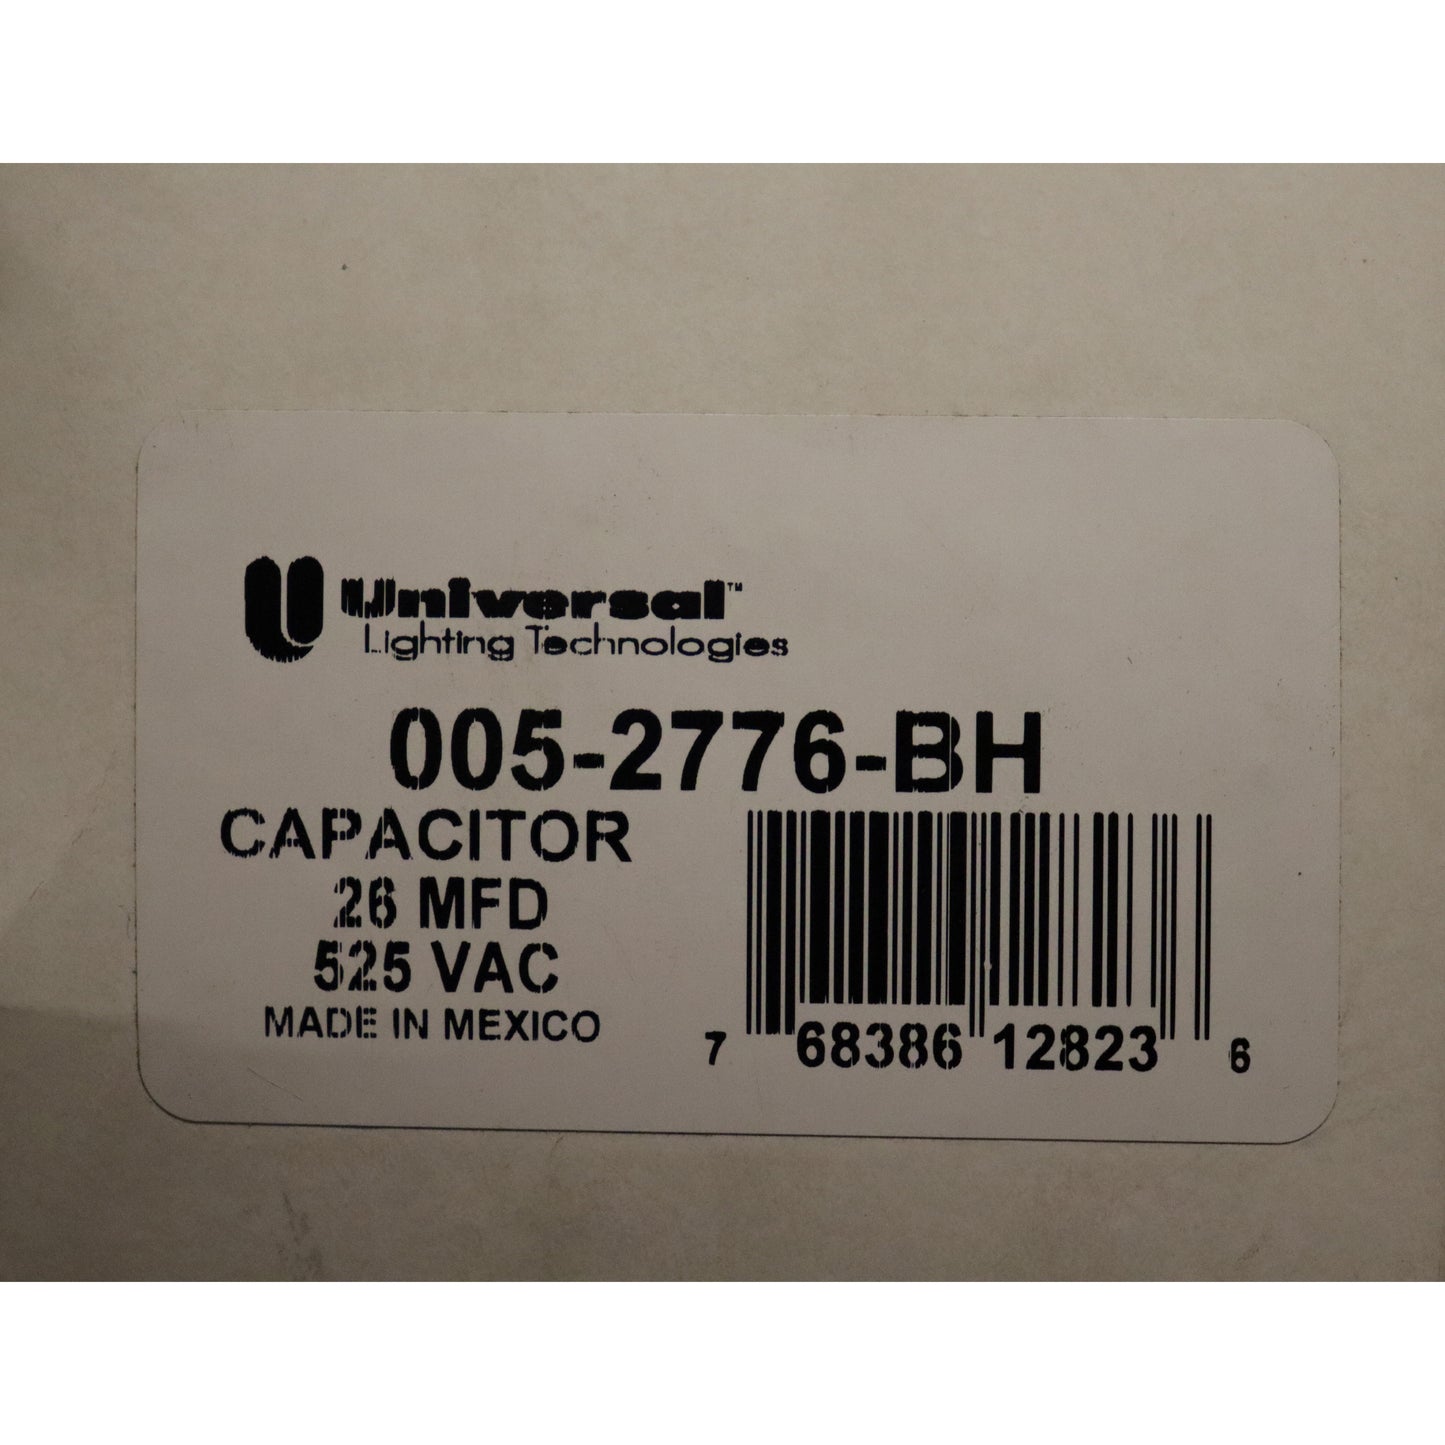 Universal™
Lighting Technologies
005-2776-BH
CAPACITOR
26 MFD
525 VAC
MADE IN MEXICO
7 68386 12823 6